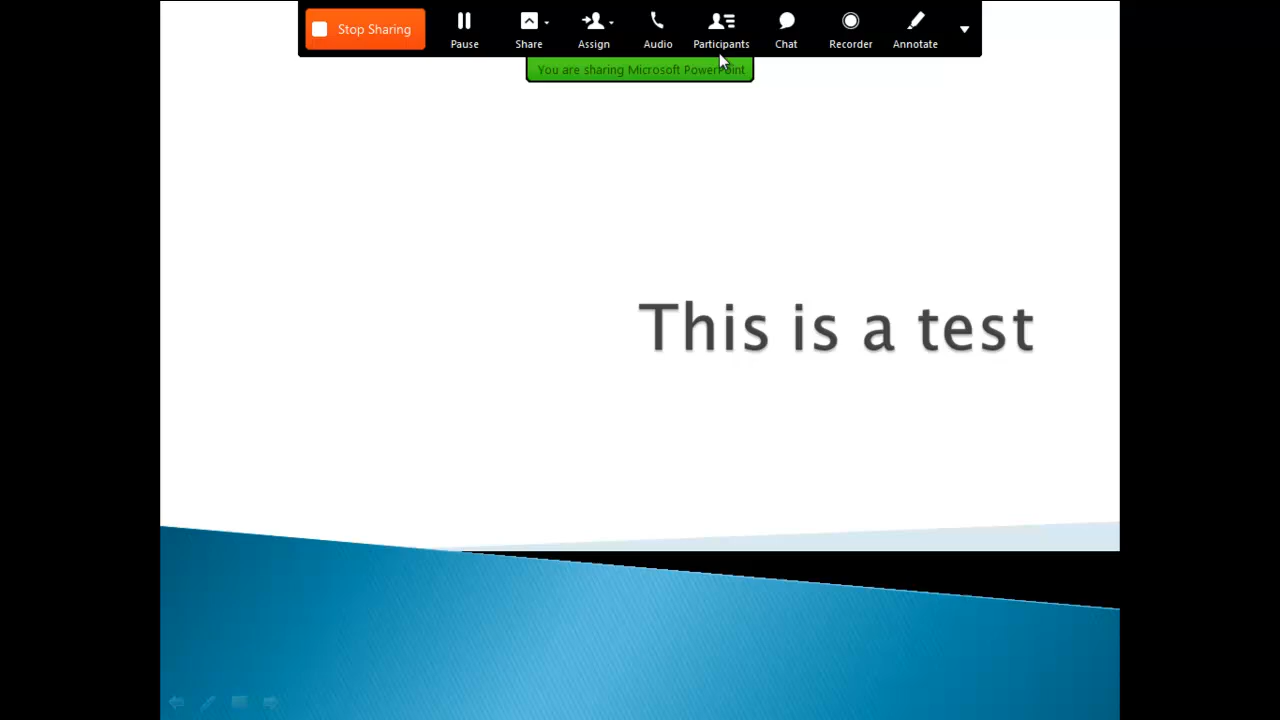 Stop Sharing
Pause
Share
Assign
Audio
Participants
Chat
Recorder
Annotate
You are sharing Microsoft PowerPoint
This is a test